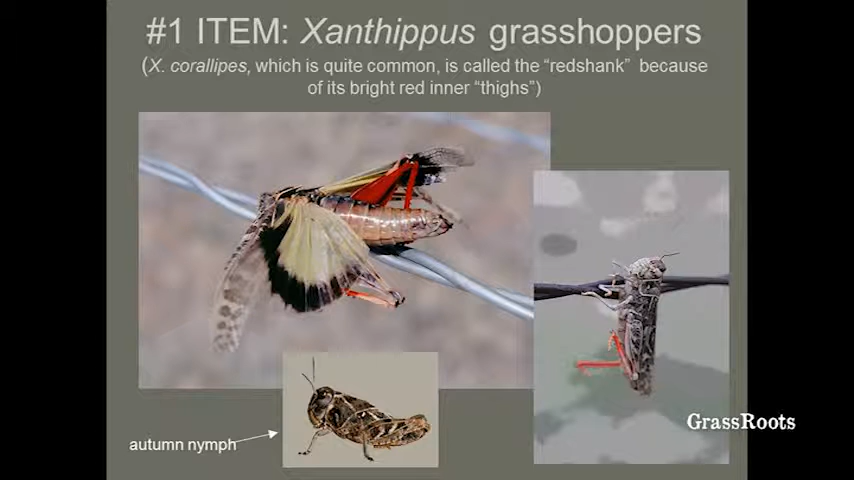 #1 ITEM: Xanthippus grasshoppers
(X. corallipes, which is quite common, is called the “redshank” because
of its bright red inner “thighs”)
autumn nymph
GrassRoots